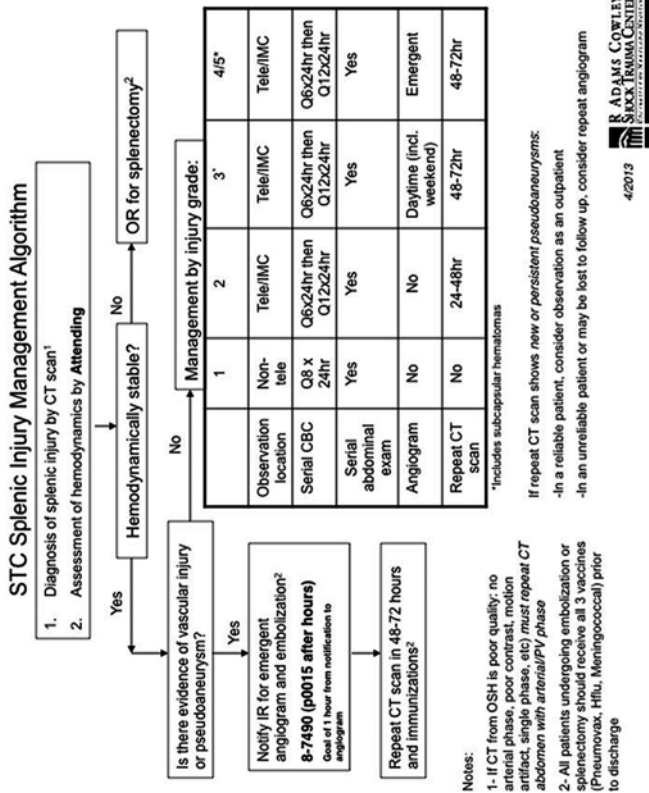 STC Splenic Injury Management Algorithm
1. Diagnosis of splenic injury by CT scan¹
2. Assessment of hemodynamics by Attending
Hemodynamically stable?
Yes
No
OR for splenectomy²
Is there evidence of vascular injury
or pseudoaneurysm?
No
Yes
Notify IR for emergent
angiogram and embolization²
8-7490 (p0015 after hours)
Goal of 1 hour from notification to
angiogram
Repeat CT scan in 48-72 hours
and immunizations²
Management by injury grade:
1 2 3* 4/5*
Observation
location
Non-
tele
Tele/IMC
Tele/IMC
Tele/IMC
Serial CBC
Q8 x
24hr
Q6x24hr then
Q12x24hr
Q6x24hr then
Q12x24hr
Q6x24hr then
Q12x24hr
Serial
abdominal
exam
Yes
Yes
Yes
Yes
Angiogram
No
No
Daytime (incl.
weekend)
Emergent
Repeat CT
scan
No
24-48hr
48-72hr
48-72hr
*Includes subcapsular hematomas
Notes:
1- If CT from OSH is poor quality: no
arterial phase, poor contrast, motion
artifact, single phase, etc) must repeat CT
abdomen with arterial/PV phase
2- All patients undergoing embolization or
splenectomy should receive all 3 vaccines
(Pneumovax, Hflu, Meningococcal) prior
to discharge
If repeat CT scan shows new or persistent pseudoaneurysms:
-In a reliable patient, consider observation as an outpatient
-In an unreliable patient or may be lost to follow up, consider repeat angiogram
4/2013
R ADAMS COWLEY
SHOCK TRAUMA CENTER